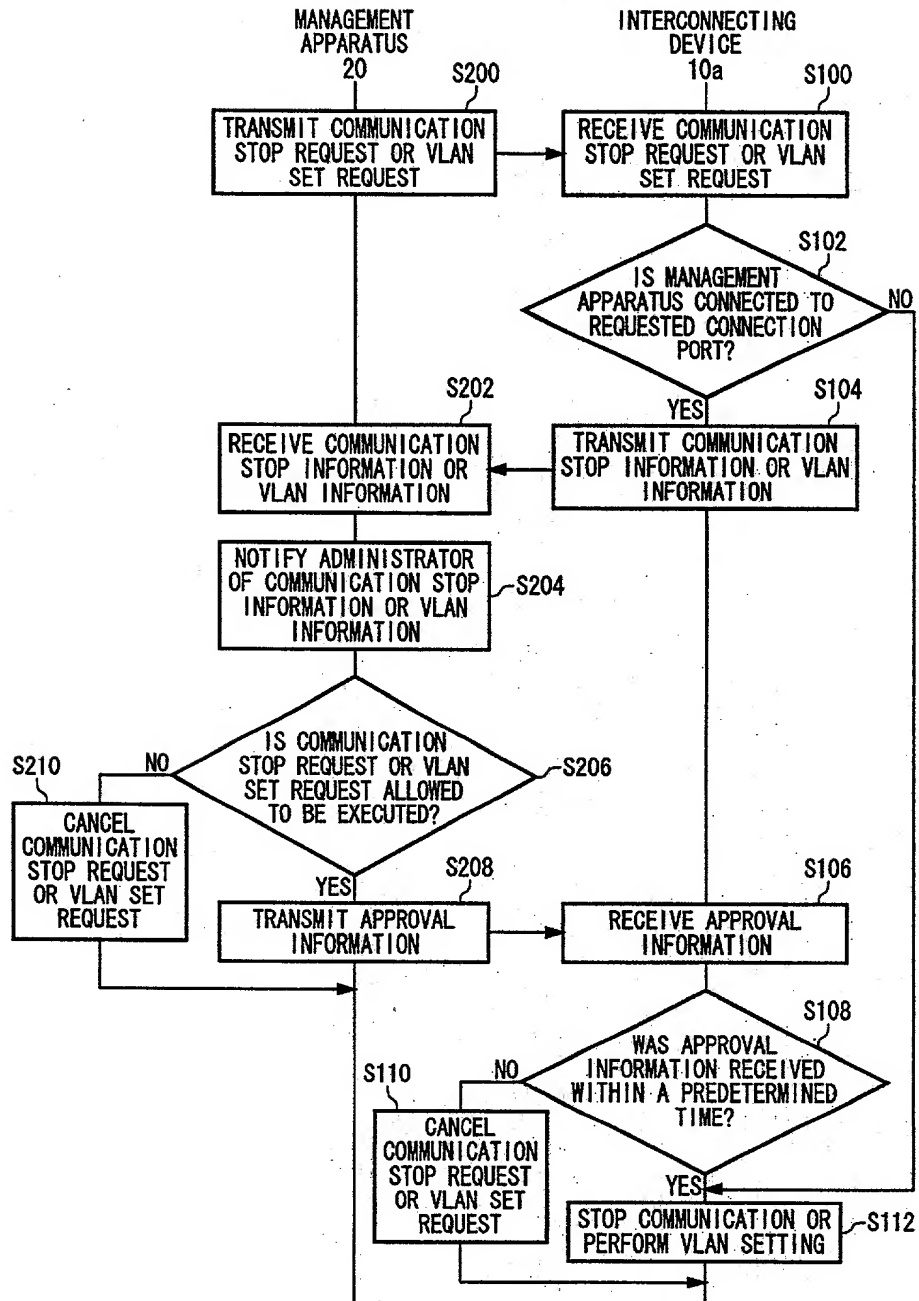 MANAGEMENT
APPARATUS
20
INTERCONNECTING
DEVICE
10a
S200
TRANSMIT COMMUNICATION
STOP REQUEST OR VLAN
SET REQUEST
S100
RECEIVE COMMUNICATION
STOP REQUEST OR VLAN
SET REQUEST
S102
IS MANAGEMENT
APPARATUS CONNECTED TO
REQUESTED CONNECTION
PORT?
NO
YES
S202
RECEIVE COMMUNICATION
STOP INFORMATION OR
VLAN INFORMATION
S104
TRANSMIT COMMUNICATION
STOP INFORMATION OR VLAN
INFORMATION
NOTIFY ADMINISTRATOR
OF COMMUNICATION STOP
INFORMATION OR VLAN
INFORMATION
S204
IS COMMUNICATION
STOP REQUEST OR VLAN
SET REQUEST ALLOWED
TO BE EXECUTED?
S206
NO
S210
CANCEL
COMMUNICATION
STOP REQUEST
OR VLAN SET
REQUEST
YES
S208
TRANSMIT APPROVAL
INFORMATION
S106
RECEIVE APPROVAL
INFORMATION
S108
WAS APPROVAL
INFORMATION RECEIVED
WITHIN A PREDETERMINED
TIME?
NO
S110
CANCEL
COMMUNICATION
STOP REQUEST
OR VLAN SET
REQUEST
YES
STOP COMMUNICATION OR
PERFORM VLAN SETTING
S112